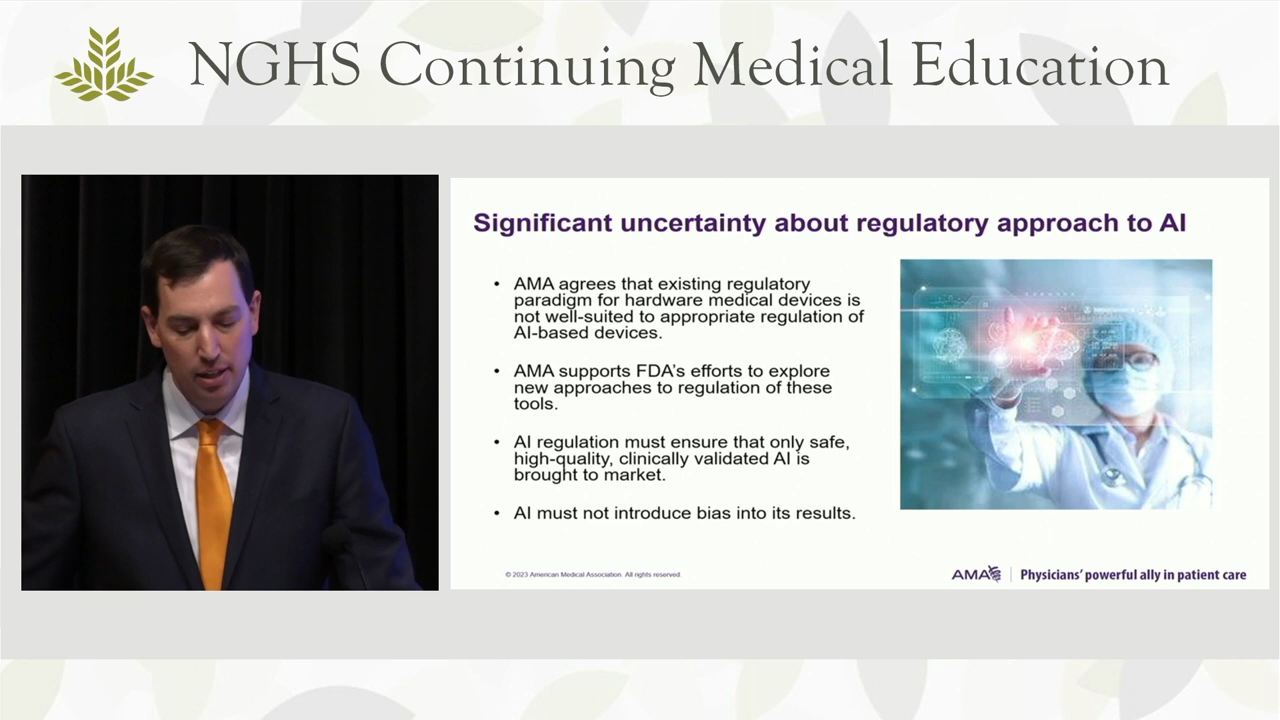 NGHS Continuing Medical Education
Significant uncertainty about regulatory approach to AI
• AMA agrees that existing regulatory
paradigm for hardware medical devices is
not well-suited to appropriate regulation of
AI-based devices.
• AMA supports FDA's efforts to explore
new approaches to regulation of these
tools.
• AI regulation must ensure that only safe,
high-quality, clinically validated AI is
brought to market.
• AI must not introduce bias into its results.
© 2023 American Medical Association. All rights reserved.
AMA Physicians' powerful ally in patient care